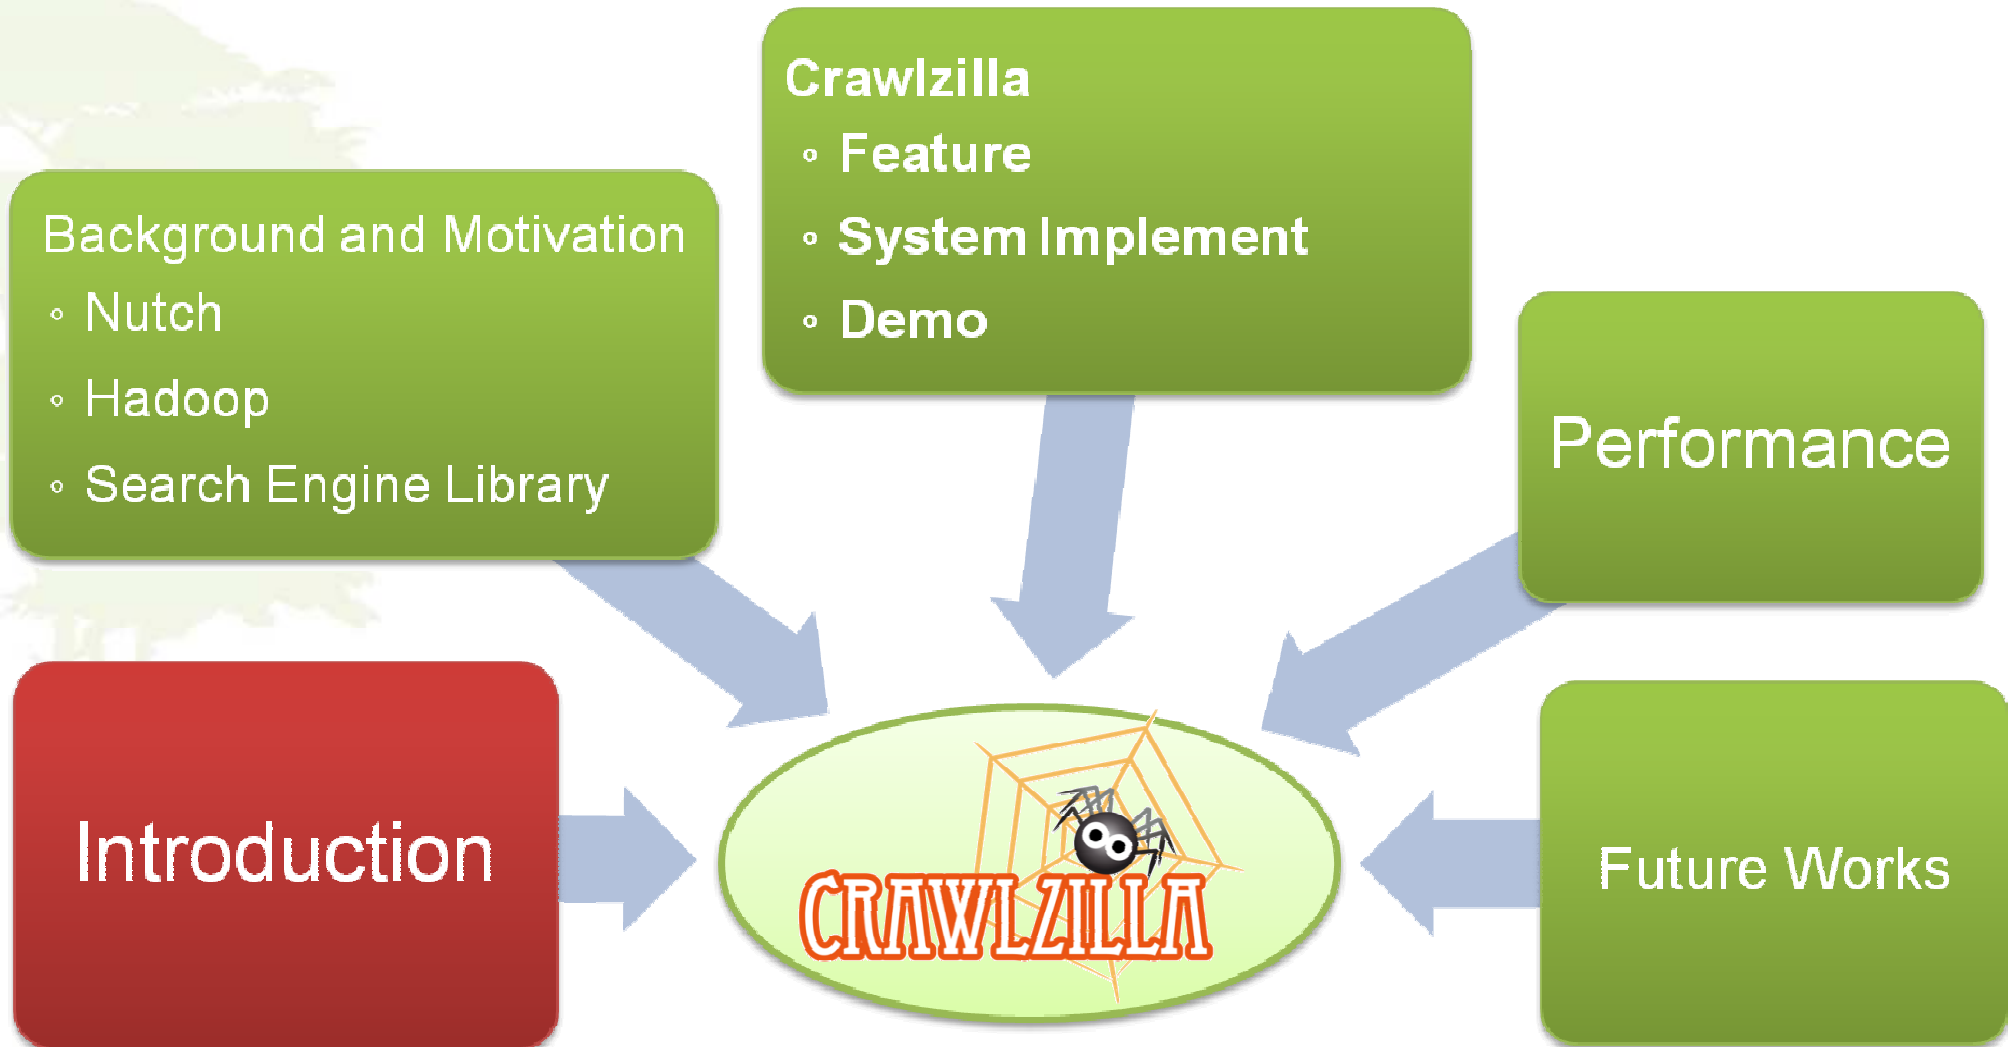 Crawlzilla
◦ Feature
◦ System Implement
◦ Demo
Background and Motivation
◦ Nutch
◦ Hadoop
◦ Search Engine Library
Performance
Introduction
CRAWLZILLA
Future Works